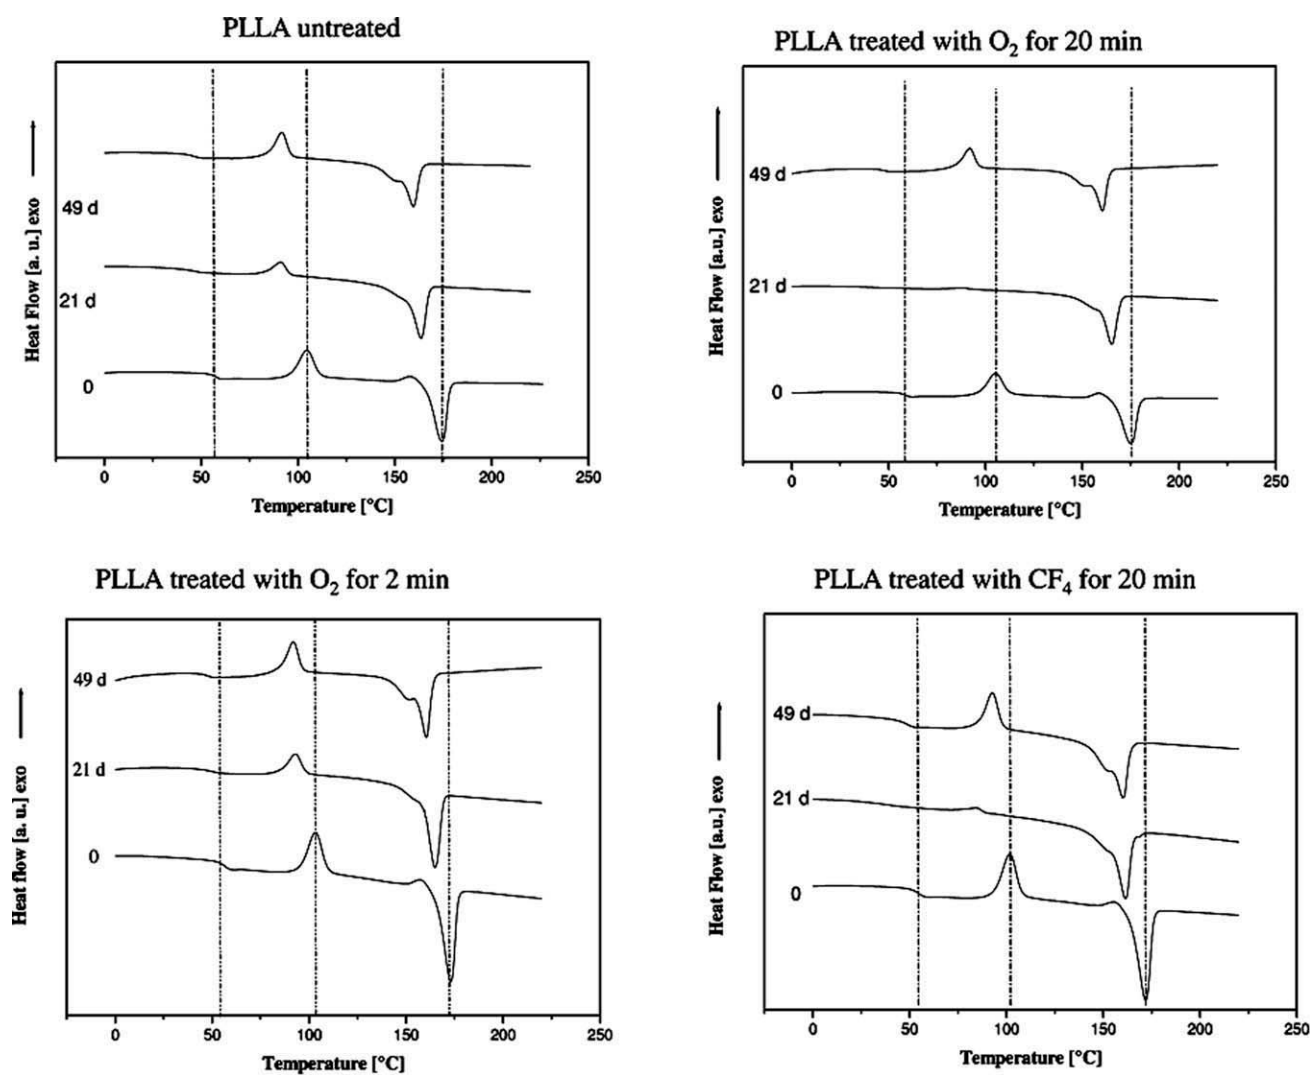 PLLA untreated
Heat Flow [a. u.] exo
49 d
21 d
0
0 50 100 150 200 250
Temperature [°C]
PLLA treated with O₂ for 20 min
Heat Flow [a.u.] exo
49 d
21 d
0
0 50 100 150 200 250
Temperature [°C]
PLLA treated with O₂ for 2 min
Heat flow [a. u.] exo
49 d
21 d
0
0 50 100 150 200 250
Temperature [°C]
PLLA treated with CF₄ for 20 min
Heat Flow [a.u.] exo
49 d
21 d
0
0 50 100 150 200 250
Temperature [°C]